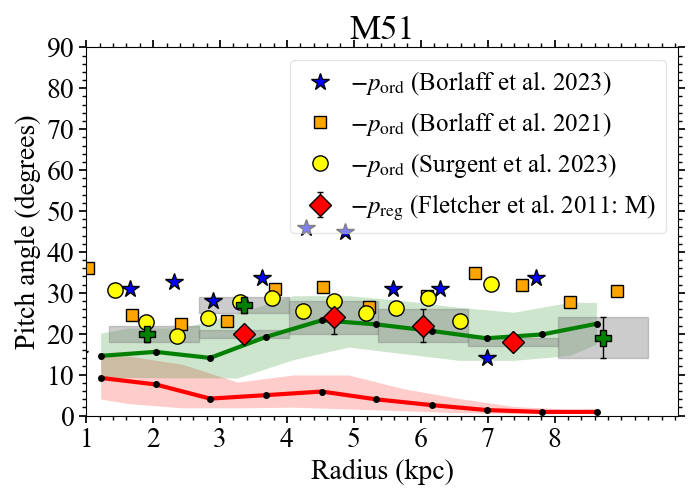 M51
90
80
70
60
50
40
30
20
10
0
Pitch angle (degrees)
−p_ord (Borlaff et al. 2023)
−p_ord (Borlaff et al. 2021)
−p_ord (Surgent et al. 2023)
−p_reg (Fletcher et al. 2011: M)
1 2 3 4 5 6 7 8
Radius (kpc)